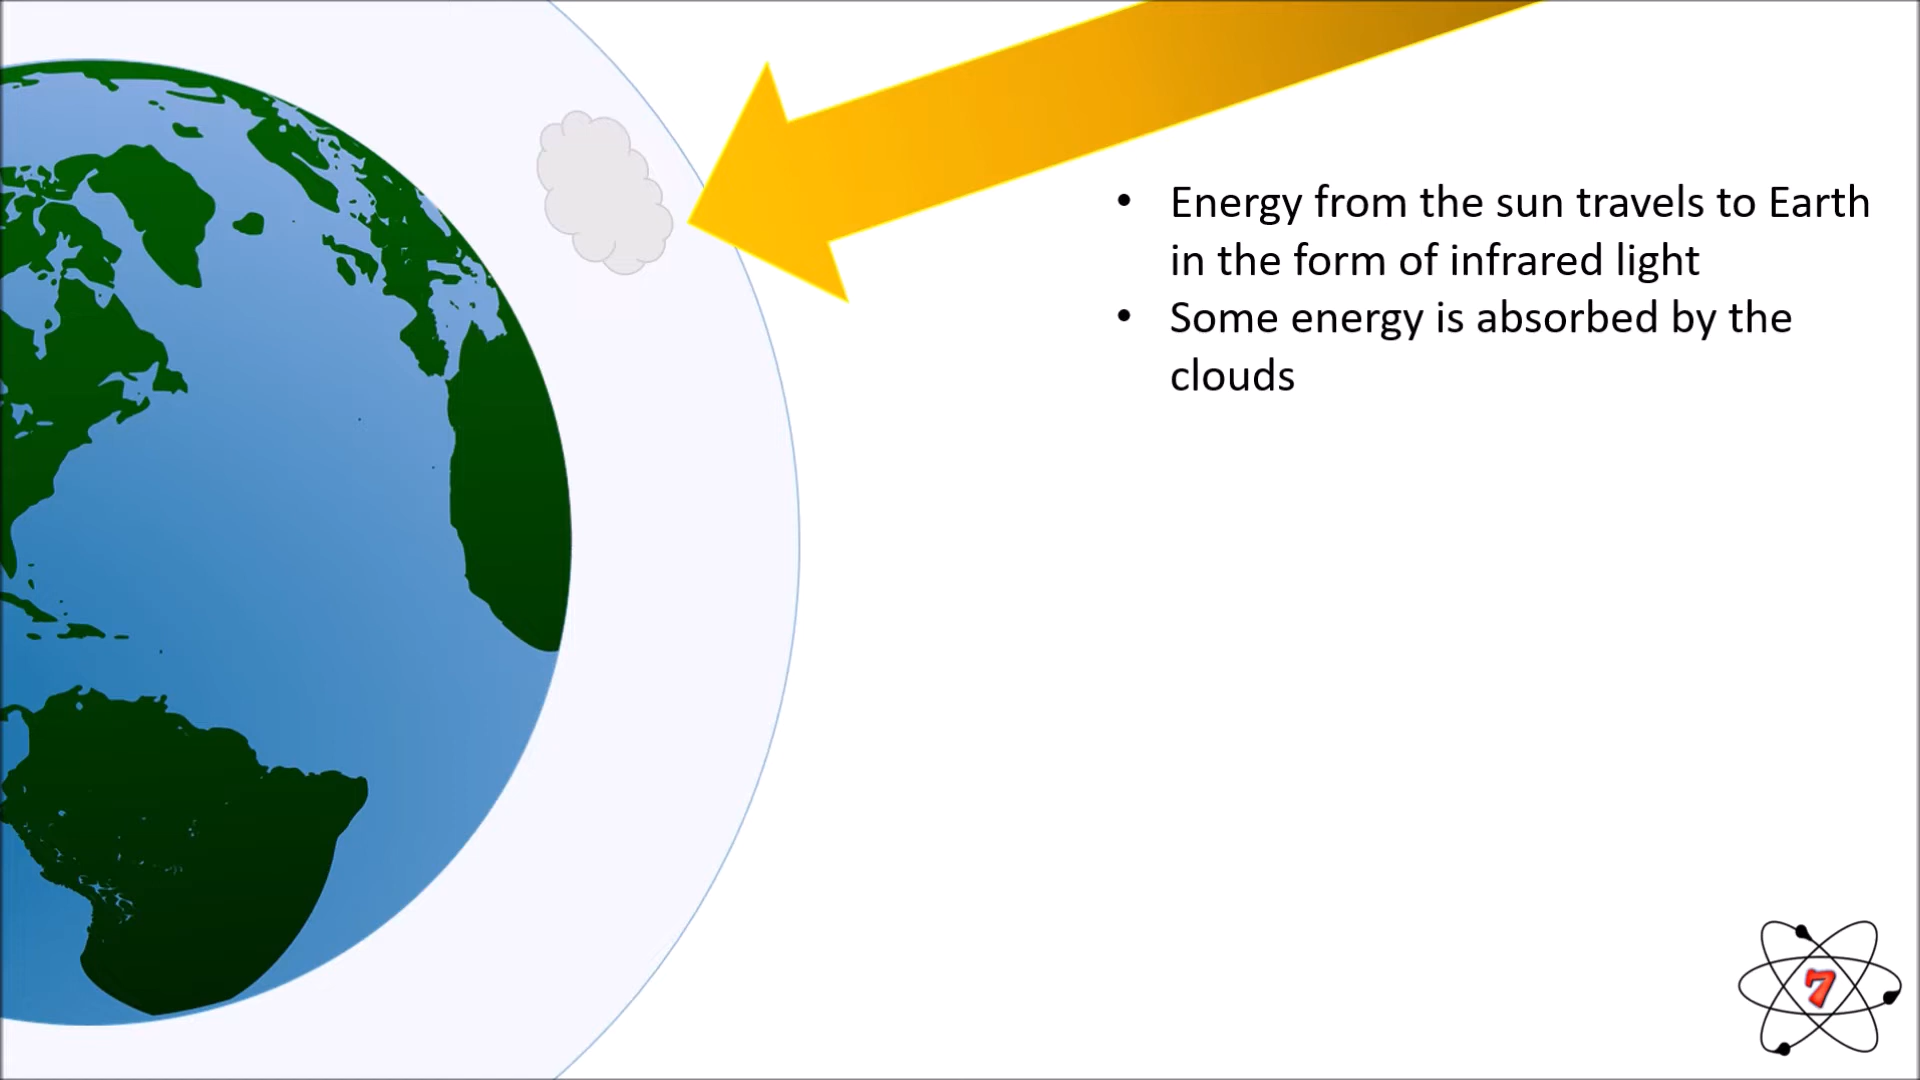 • Energy from the sun travels to Earth
in the form of infrared light
• Some energy is absorbed by the
clouds
7